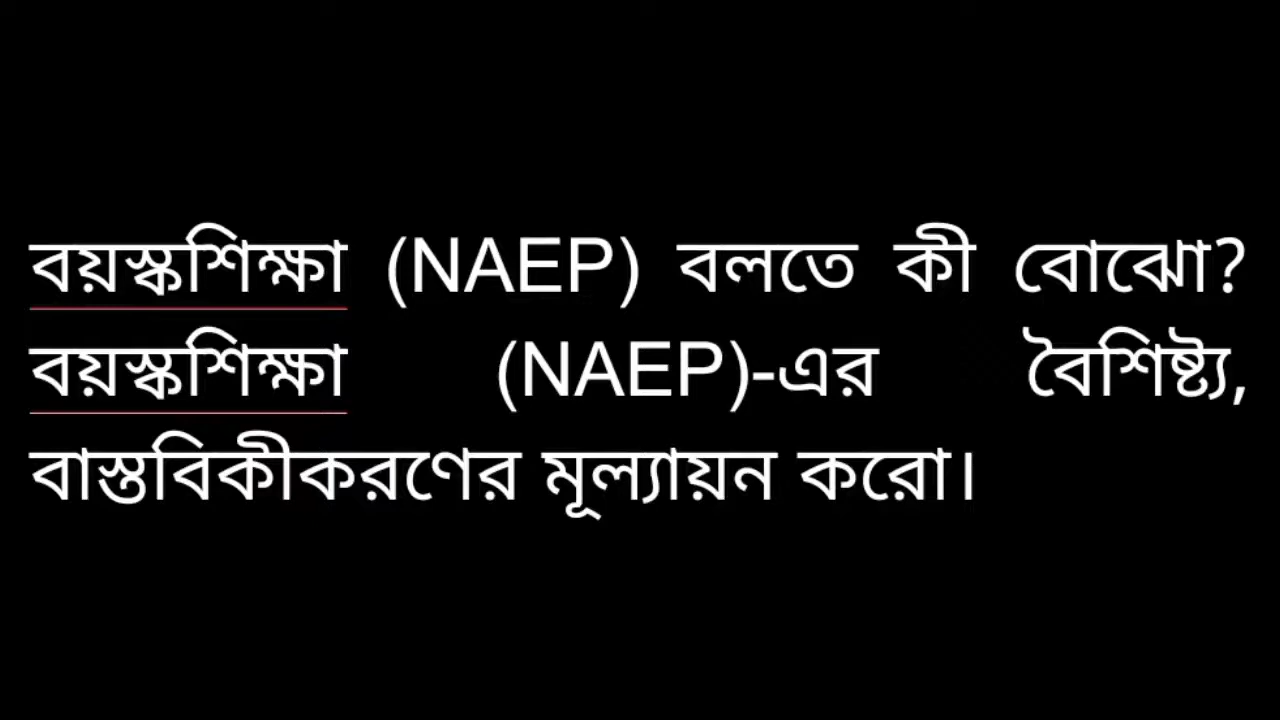 বয়স্কশিক্ষা (NAEP) বলতে কী বোঝো?
বয়স্কশিক্ষা (NAEP)-এর বৈশিষ্ট্য,
বাস্তবিকীকরণের মূল্যায়ন করো।